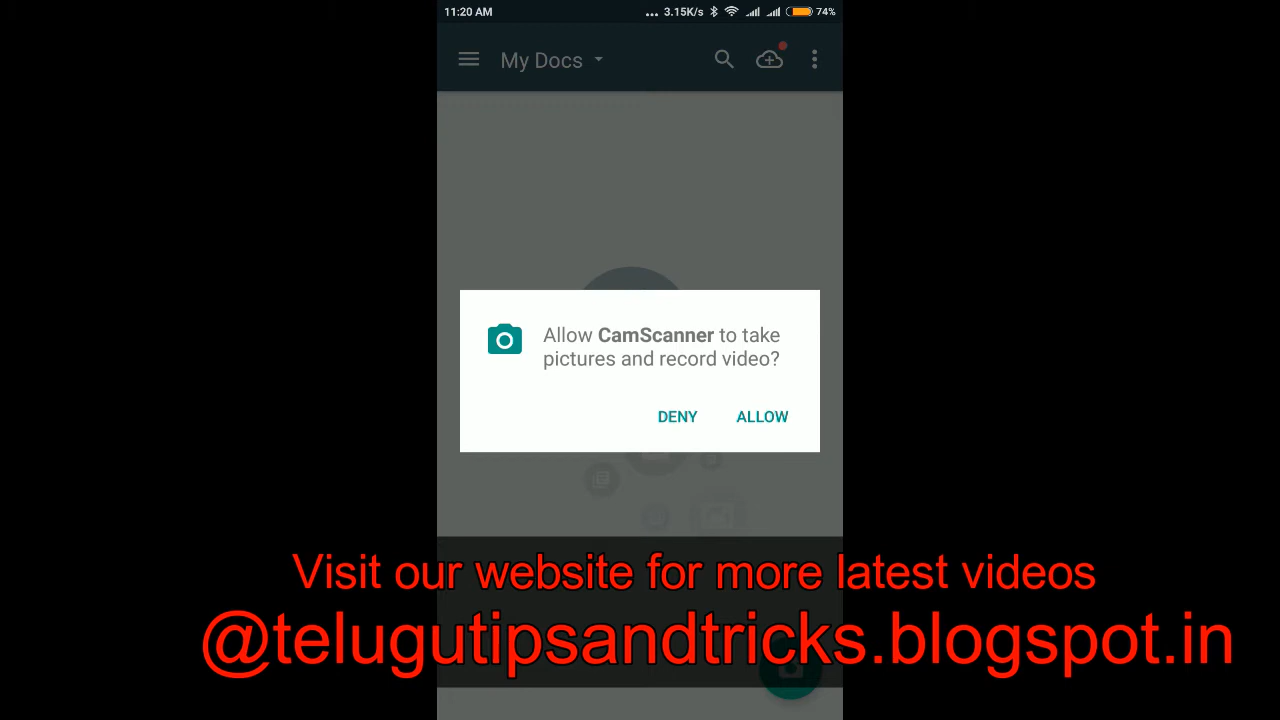 11:20 AM ... 3.15K/s 74%
My Docs
Allow CamScanner to take
pictures and record video?
DENY ALLOW
Visit our website for more latest videos
@telugutipsandtricks.blogspot.in